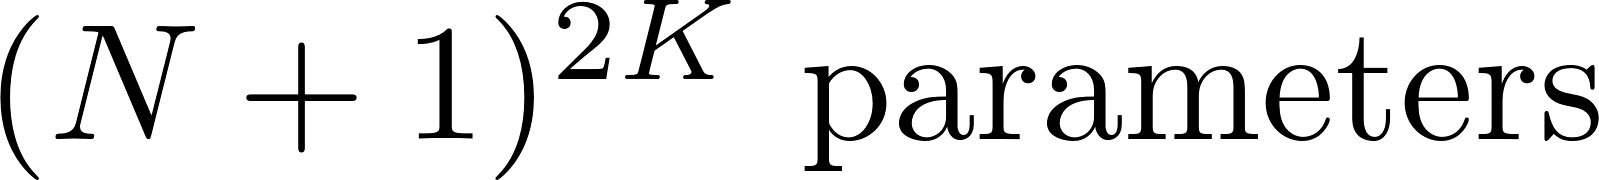 $(N + 1)^{2K}$ parameters